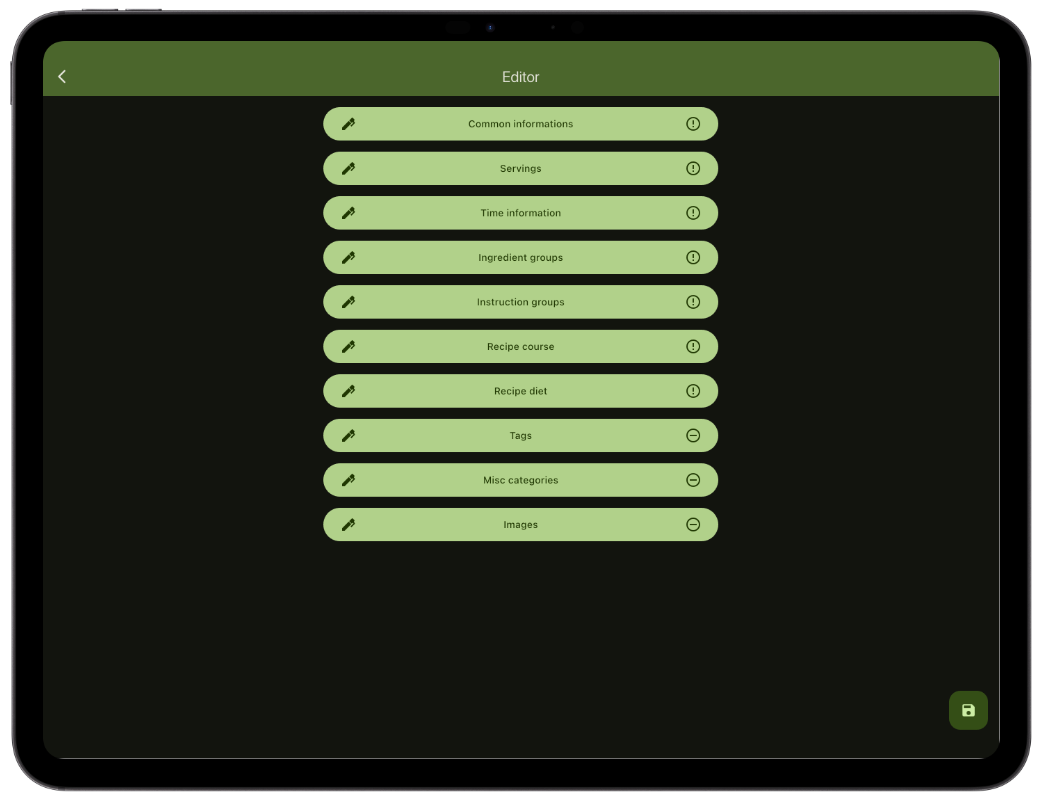 Editor
Common informations
Servings
Time information
Ingredient groups
Instruction groups
Recipe course
Recipe diet
Tags
Misc categories
Images